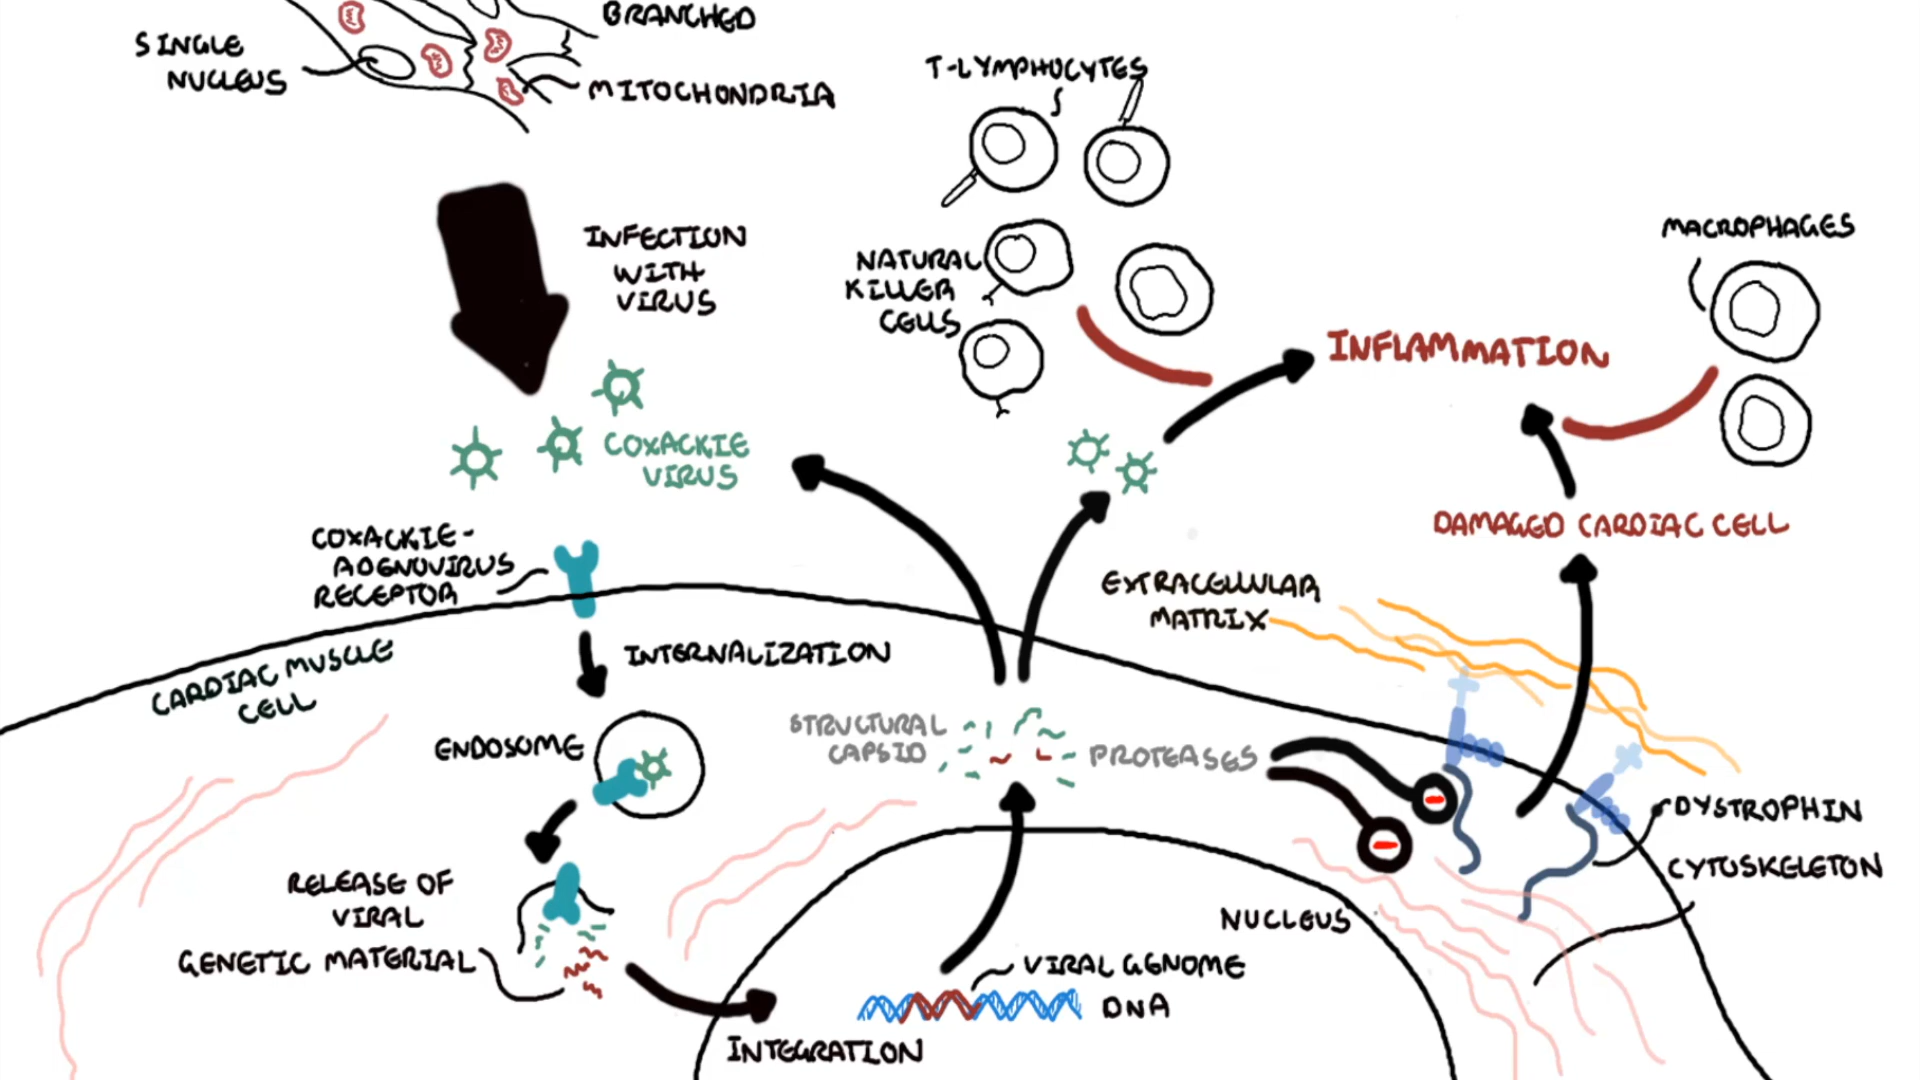 BRANCHED
SINGLE
NUCLEUS
MITOCHONDRIA
T-LYMPHOCYTES
INFECTION
WITH
VIRUS
NATURAL
KILLER
CELLS
MACROPHAGES
INFLAMMATION
COXACKIE
VIRUS
DAMAGED CARDIAC CELL
COXACKIE-
ADENOVIRUS
RECEPTOR
EXTRACELLULAR
MATRIX
CARDIAC MUSCLE
CELL
INTERNALIZATION
ENDOSOME
STRUCTURAL
CAPSID
PROTEASES
DYSTROPHIN
CYTOSKELETON
RELEASE OF
VIRAL
GENETIC MATERIAL
NUCLEUS
VIRAL GENOME
DNA
INTEGRATION